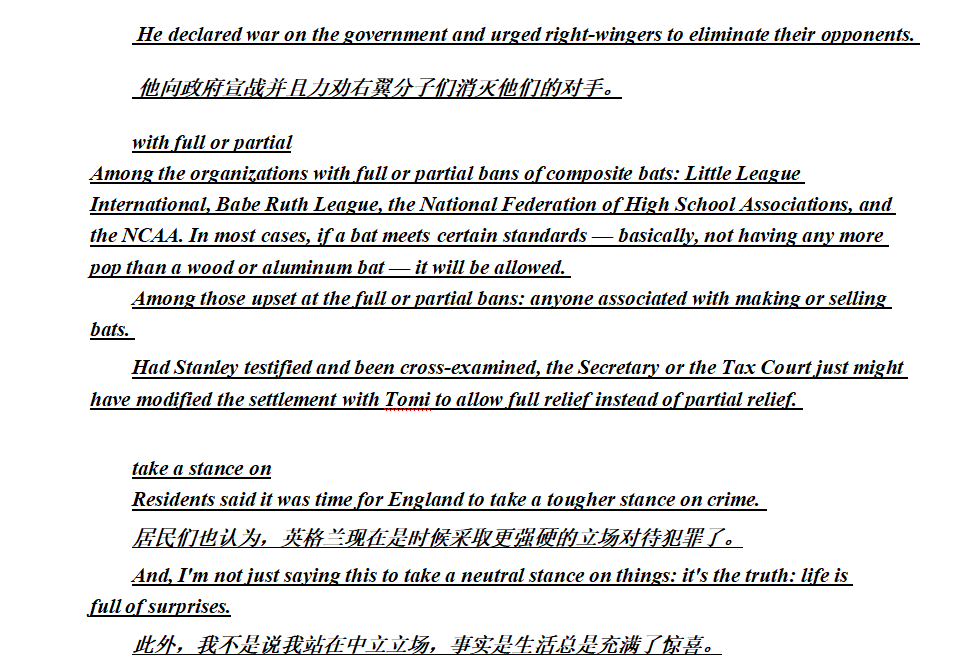 He declared war on the government and urged right-wingers to eliminate their opponents.
他向政府宣战并且力劝右翼分子们消灭他们的对手。
with full or partial
Among the organizations with full or partial bans of composite bats: Little League
International, Babe Ruth League, the National Federation of High School Associations, and
the NCAA. In most cases, if a bat meets certain standards — basically, not having any more
pop than a wood or aluminum bat — it will be allowed.
Among those upset at the full or partial bans: anyone associated with making or selling
bats.
Had Stanley testified and been cross-examined, the Secretary or the Tax Court just might
have modified the settlement with Tomi to allow full relief instead of partial relief.
take a stance on
Residents said it was time for England to take a tougher stance on crime.
居民们也认为，英格兰现在是时候采取更强硬的立场对待犯罪了。
And, I'm not just saying this to take a neutral stance on things: it's the truth: life is
full of surprises.
此外，我不是说我站在中立立场，事实是生活总是充满了惊喜。